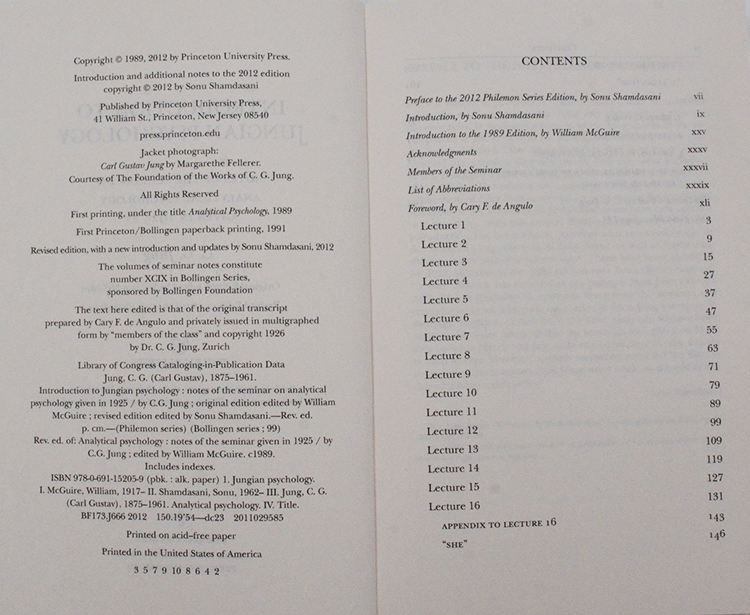 Copyright © 1989, 2012 by Princeton University Press.
Introduction and additional notes to the 2012 edition
copyright © 2012 by Sonu Shamdasani
Published by Princeton University Press,
41 William St., Princeton, New Jersey 08540
press.princeton.edu
Jacket photograph:
Carl Gustav Jung by Margarethe Fellerer.
Courtesy of The Foundation of the Works of C. G. Jung.
All Rights Reserved
First printing, under the title Analytical Psychology, 1989
First Princeton/Bollingen paperback printing, 1991
Revised edition, with a new introduction and updates by Sonu Shamdasani, 2012
The volumes of seminar notes constitute
number XCIX in Bollingen Series,
sponsored by Bollingen Foundation
The text here edited is that of the original transcript
prepared by Cary F. de Angulo and privately issued in multigraphed
form by "members of the class" and copyright 1926
by Dr. C. G. Jung, Zurich
Library of Congress Cataloging-in-Publication Data
Jung, C. G. (Carl Gustav), 1875–1961.
Introduction to Jungian psychology : notes of the seminar on analytical
psychology given in 1925 / by C.G. Jung ; original edition edited by William
McGuire ; revised edition edited by Sonu Shamdasani.—Rev. ed.
p. cm.—(Philemon series) (Bollingen series ; 99)
Rev. ed. of: Analytical psychology : notes of the seminar given in 1925 / by
C.G. Jung ; edited by William McGuire. c1989.
Includes indexes.
ISBN 978-0-691-15205-9 (pbk. : alk. paper) 1. Jungian psychology.
I. McGuire, William, 1917– II. Shamdasani, Sonu, 1962– III. Jung, C. G.
(Carl Gustav), 1875–1961. Analytical psychology. IV. Title.
BF173.J666 2012 150.19'54—dc23 2011029585
Printed on acid-free paper
Printed in the United States of America
3 5 7 9 10 8 6 4 2
CONTENTS
Preface to the 2012 Philemon Series Edition, by Sonu Shamdasani vii
Introduction, by Sonu Shamdasani ix
Introduction to the 1989 Edition, by William McGuire xxv
Acknowledgments xxxv
Members of the Seminar xxxvii
List of Abbreviations xxxix
Foreword, by Cary F. de Angulo xli
Lecture 1 3
Lecture 2 9
Lecture 3 15
Lecture 4 27
Lecture 5 37
Lecture 6 47
Lecture 7 55
Lecture 8 63
Lecture 9 71
Lecture 10 79
Lecture 11 89
Lecture 12 99
Lecture 13 109
Lecture 14 119
Lecture 15 127
Lecture 16 131
APPENDIX TO LECTURE 16 143
"SHE" 146